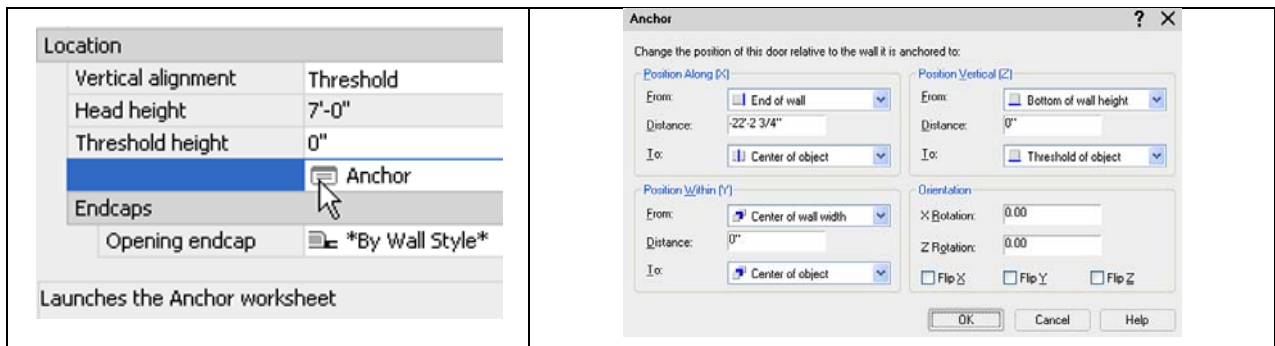 Location
Vertical alignment Threshold
Head height 7'-0"
Threshold height 0"
Anchor
Endcaps
Opening endcap *By Wall Style*
Launches the Anchor worksheet
Anchor ? X
Change the position of this door relative to the wall it is anchored to:
Position Along (X)
From: End of wall
Distance: -22'-2 3/4"
To: Center of object
Position Vertical (Z)
From: Bottom of wall height
Distance: 0"
To: Threshold of object
Position Within (Y)
From: Center of wall width
Distance: 0"
To: Center of object
Orientation
X Rotation: 0.00
Z Rotation: 0.00
Flip X Flip Y Flip Z
OK Cancel Help